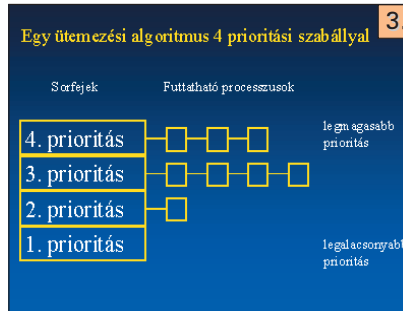 3.
Egy ütemezési algoritmus 4 prioritási szabállyal
Sorfejek
Futtatható processzusok
4. prioritás
legmagasabb
prioritás
3. prioritás
2. prioritás
1. prioritás
legalacsonyabb
prioritás